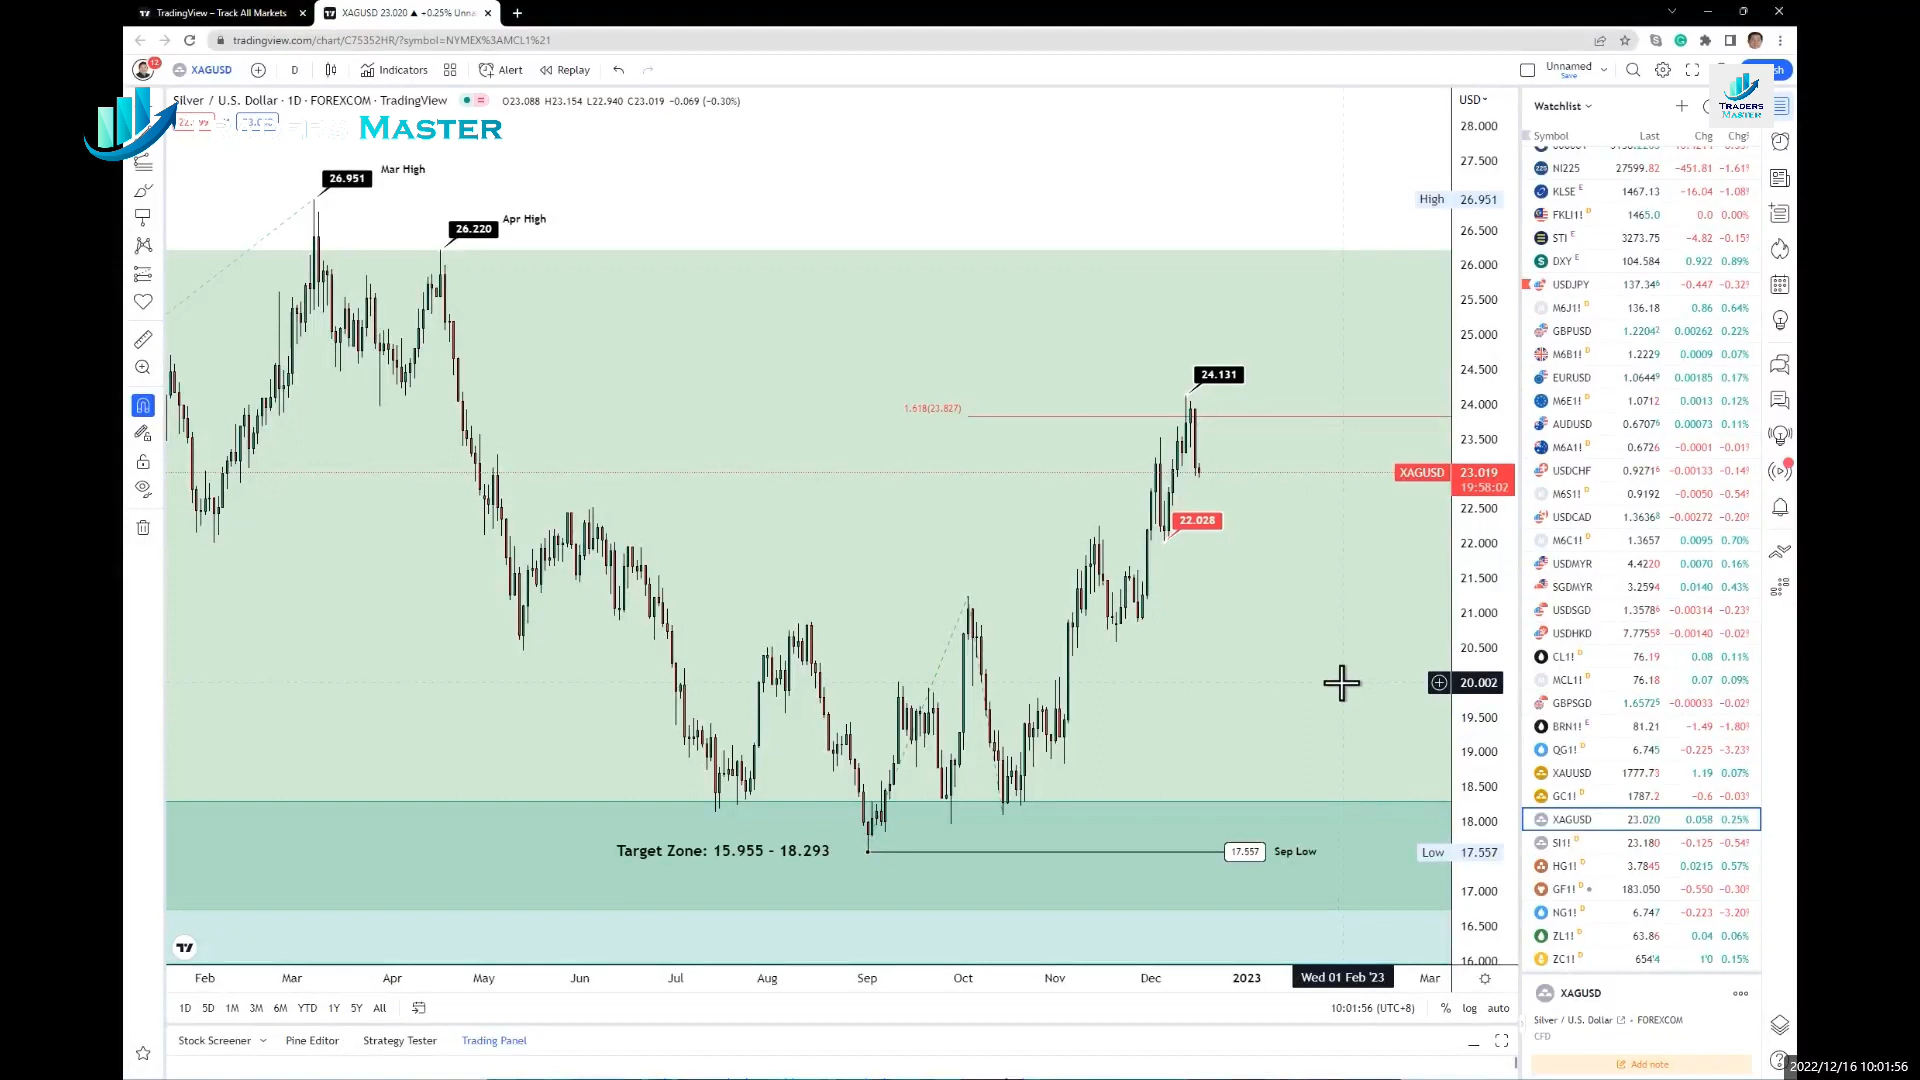 TradingView – Track All Markets
XAGUSD 23.020 ▲ +0.25% Unna
tradingview.com/chart/C75352HR/?symbol=NYMEX%3AMCL1%21
12
XAGUSD
D
Indicators
Alert
Replay
Unnamed
Save
Silver / U.S. Dollar · 1D · FOREXCOM · TradingView
O23.088 H23.154 L22.940 C23.019 -0.069 (-0.30%)
MASTER
TRADERS
MASTER
USD
28.000
27.500
High 26.951
26.500
26.000
25.500
25.000
24.500
24.000
23.500
XAGUSD 23.019
19:58:02
22.500
22.000
21.500
21.000
20.500
20.002
19.500
19.000
18.500
18.000
Low 17.557
17.000
16.500
16.000
26.951
Mar High
26.220
Apr High
24.131
1.618(23.827)
22.028
Target Zone: 15.955 - 18.293
17.557
Sep Low
Feb Mar Apr May Jun Jul Aug Sep Oct Nov Dec 2023 Wed 01 Feb '23 Mar
1D 5D 1M 3M 6M YTD 1Y 5Y All
10:01:56 (UTC+8) % log auto
Stock Screener
Pine Editor
Strategy Tester
Trading Panel
Watchlist
Symbol Last Chg Chg%
NI225 27599.82 -451.81 -1.61%
KLSE E 1467.13 -16.04 -1.08%
FKLI1! D 1465.0 0.0 0.00%
STI E 3273.75 -4.82 -0.15%
DXY E 104.584 0.922 0.89%
USDJPY 137.346 -0.447 -0.32%
M6J1! D 136.18 0.86 0.64%
GBPUSD 1.22042 0.00262 0.22%
M6B1! D 1.2229 0.0009 0.07%
EURUSD 1.06449 0.00185 0.17%
M6E1! D 1.0712 0.0013 0.12%
AUDUSD 0.67076 0.00073 0.11%
M6A1! D 0.6726 -0.0001 -0.01%
USDCHF 0.92716 -0.00133 -0.14%
M6S1! D 0.9192 -0.0050 -0.54%
USDCAD 1.36368 -0.00272 -0.20%
M6C1! D 1.3657 0.0095 0.70%
USDMYR 4.4220 0.0070 0.16%
SGDMYR 3.2594 0.0140 0.43%
USDSGD 1.35786 -0.00314 -0.23%
USDHKD 7.77558 -0.00140 -0.02%
CL1! D 76.19 0.08 0.11%
MCL1! D 76.18 0.07 0.09%
GBPSGD 1.65725 -0.00033 -0.02%
BRN1! E 81.21 -1.49 -1.80%
QG1! D 6.745 -0.225 -3.23%
XAUUSD 1777.73 1.19 0.07%
GC1! D 1787.2 -0.6 -0.03%
XAGUSD 23.020 0.058 0.25%
SI1! D 23.180 -0.125 -0.54%
HG1! D 3.7845 0.0215 0.57%
GF1! D 183.050 -0.550 -0.30%
NG1! D 6.747 -0.223 -3.20%
ZL1! D 63.86 0.04 0.06%
ZC1! D 654'4 1'0 0.15%
XAGUSD
Silver / U.S. Dollar • FOREXCOM
CFD
Add note
2022/12/16 10:01:56